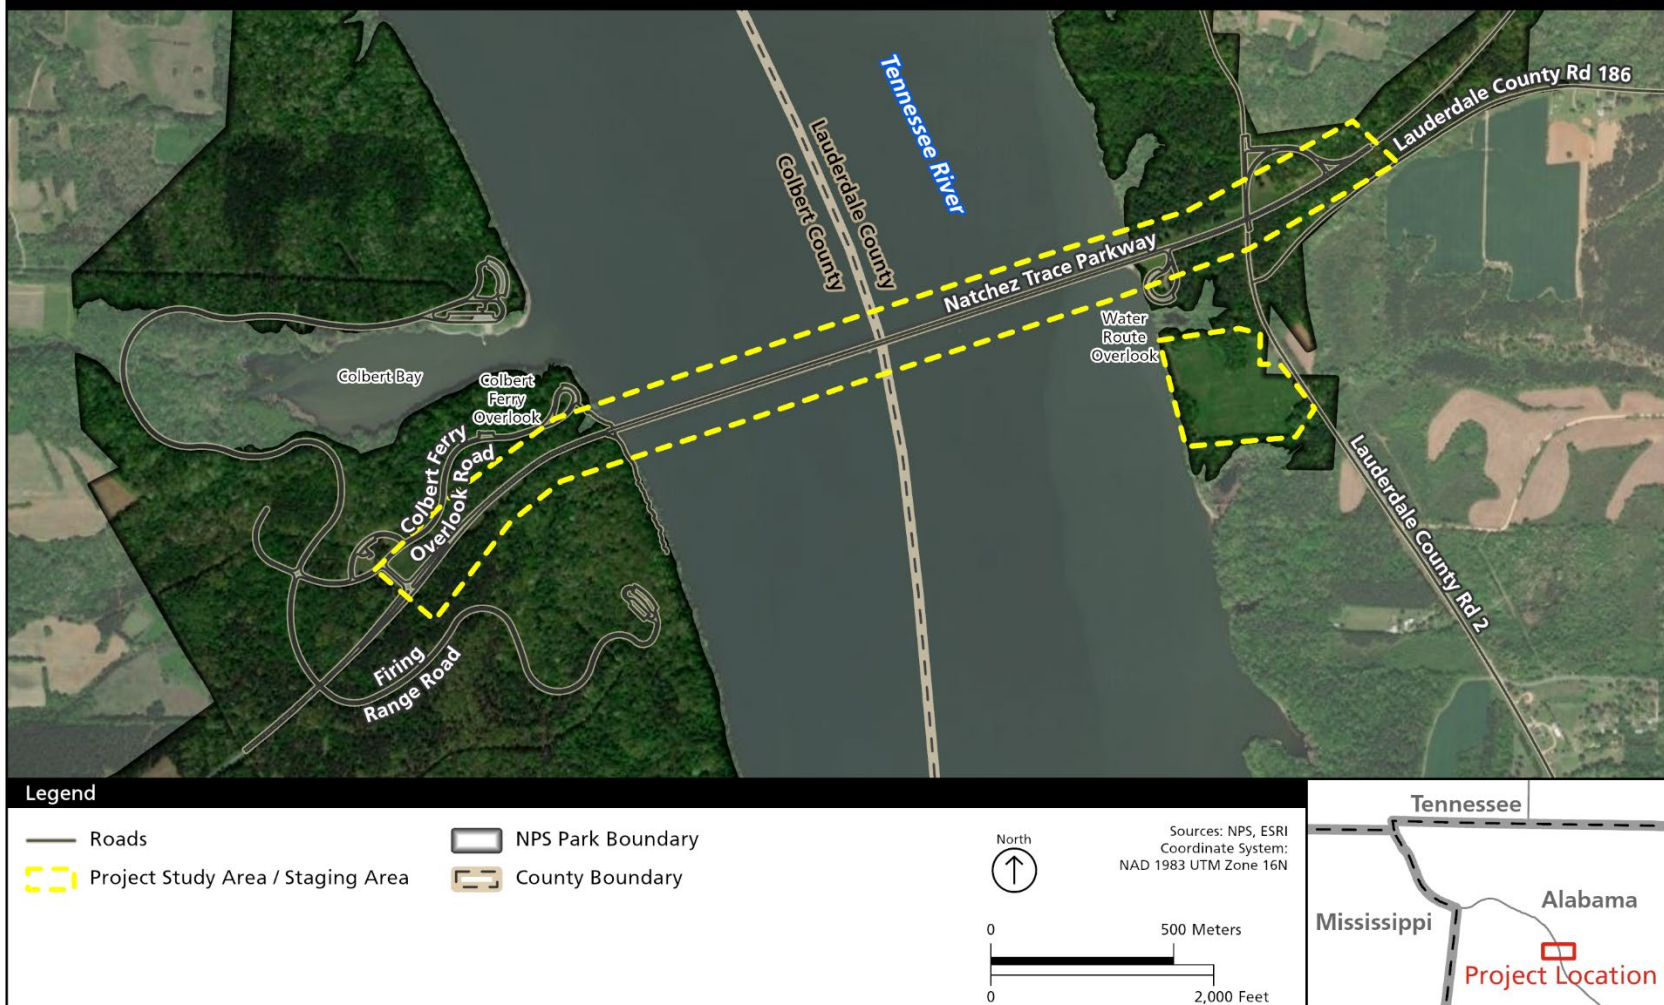 Tennessee River
Lauderdale County Rd 186
Lauderdale County
Colbert County
Natchez Trace Parkway
Water
Route
Overlook
Colbert Bay
Colbert
Ferry
Overlook
Colbert Ferry
Overlook Road
Lauderdale County Rd 2
Firing
Range Road
Legend
Roads
Project Study Area / Staging Area
NPS Park Boundary
County Boundary
North
Sources: NPS, ESRI
Coordinate System:
NAD 1983 UTM Zone 16N
0
500 Meters
0
2,000 Feet
Tennessee
Mississippi
Alabama
Project Location